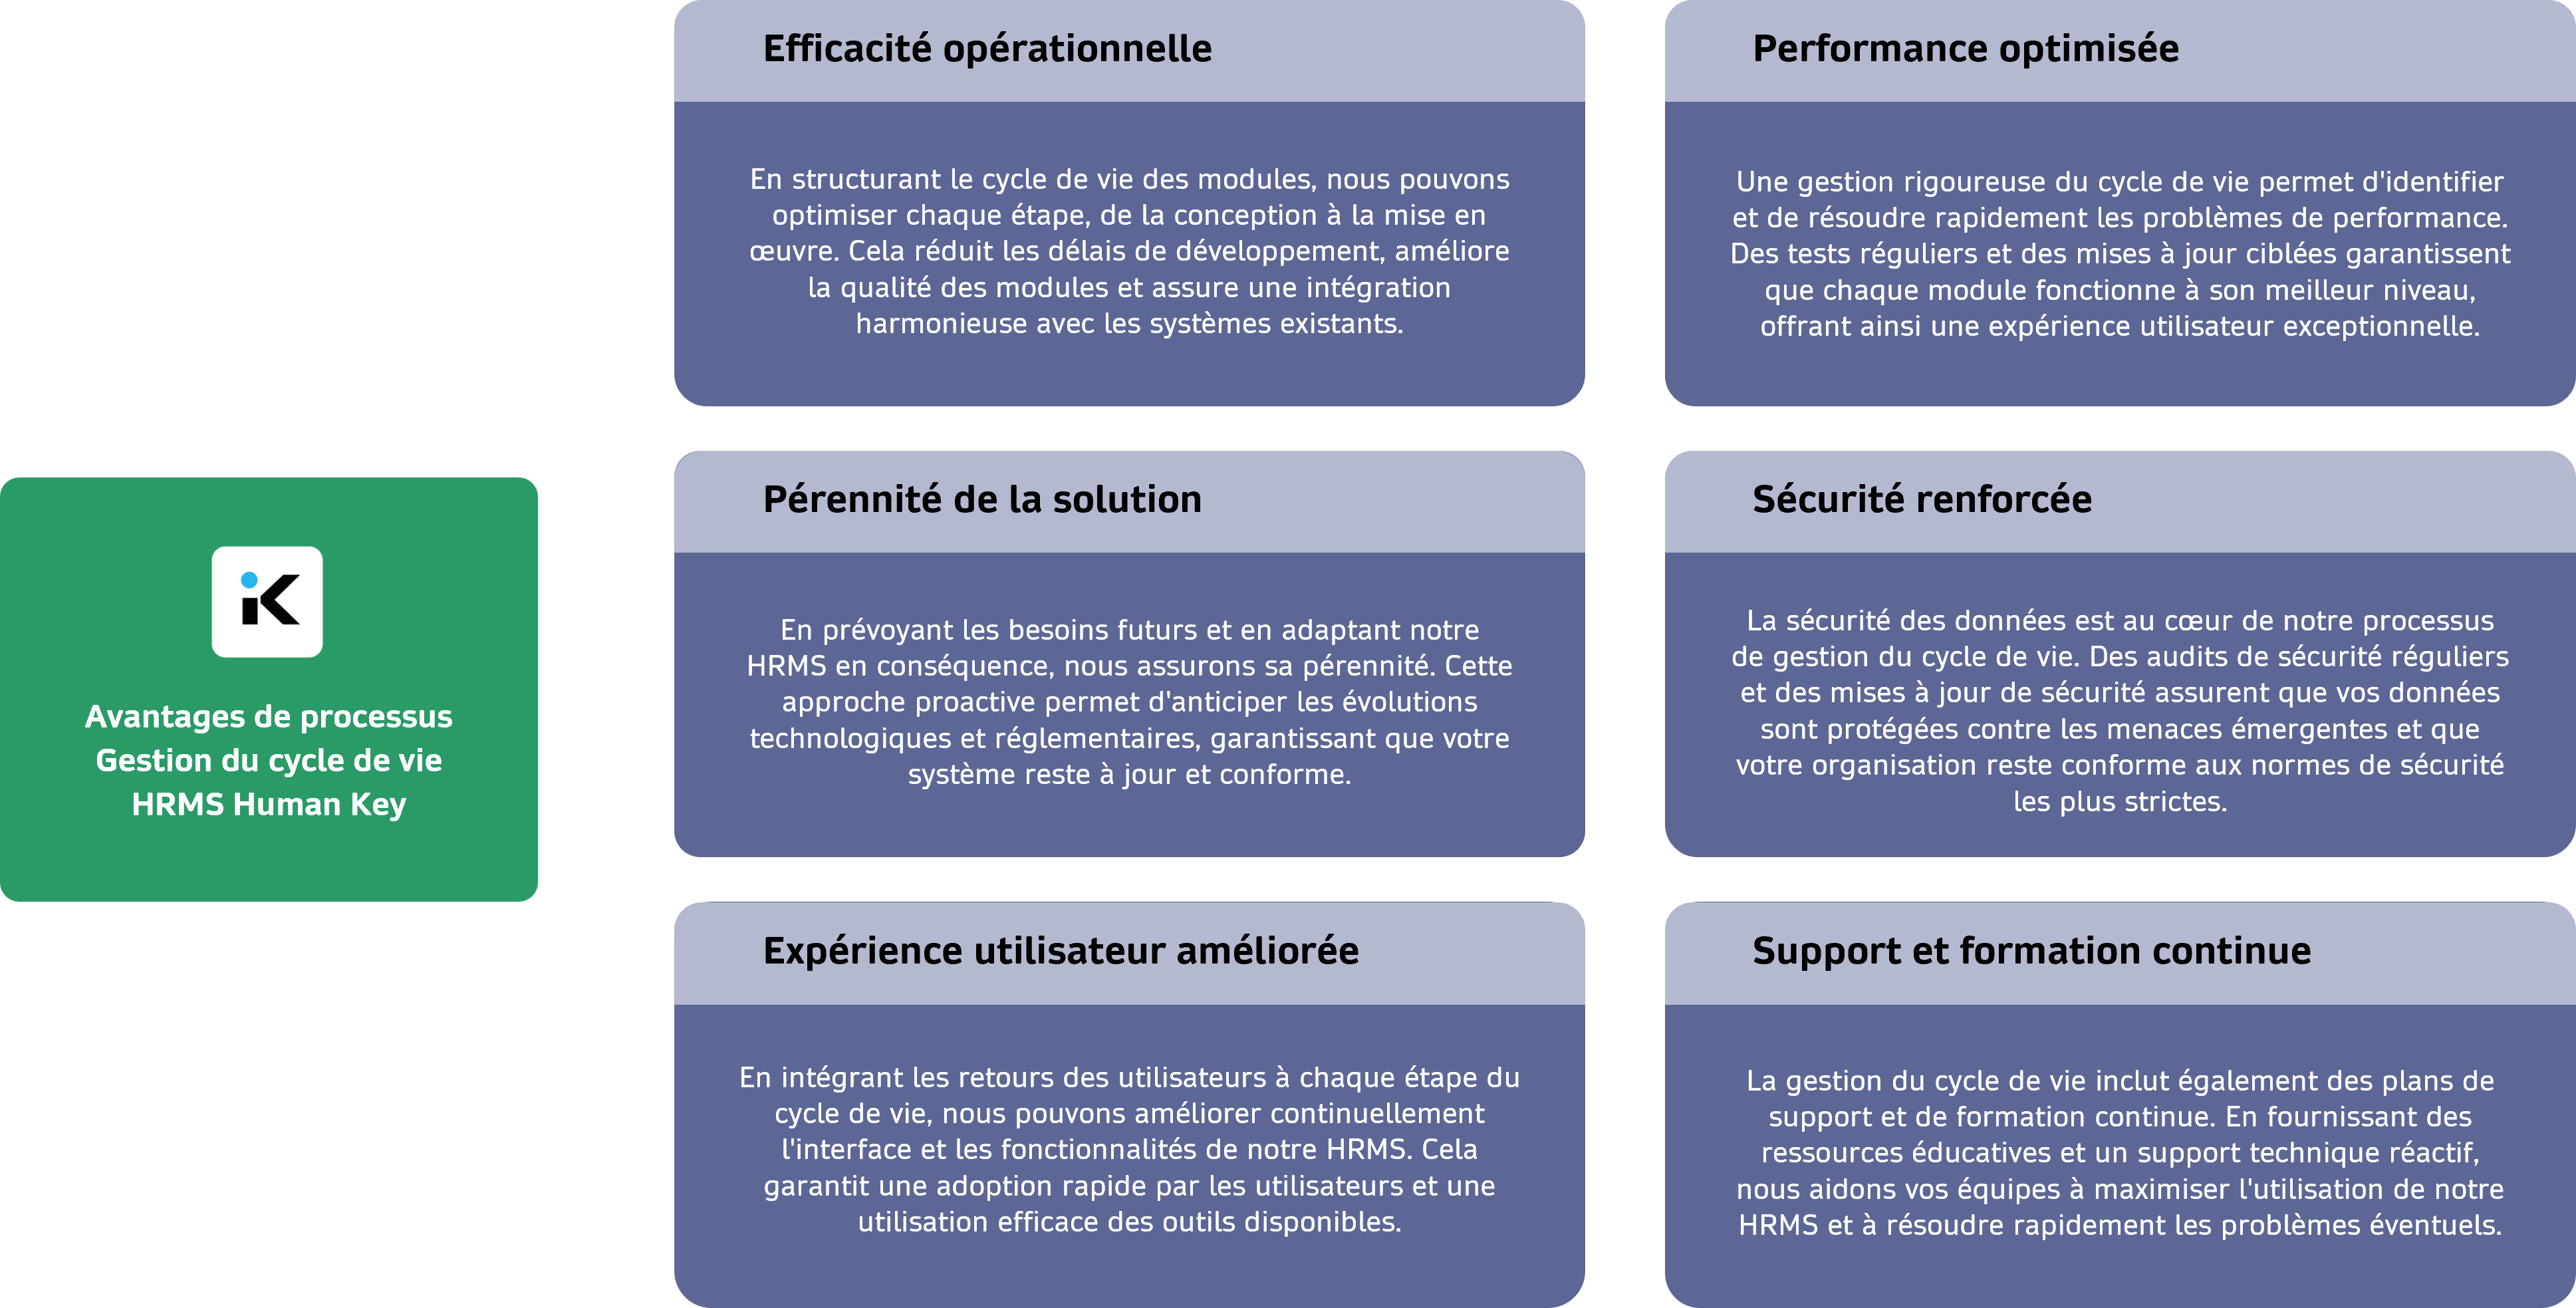 Efficacité opérationnelle
En structurant le cycle de vie des modules, nous pouvons
optimiser chaque étape, de la conception à la mise en
œuvre. Cela réduit les délais de développement, améliore
la qualité des modules et assure une intégration
harmonieuse avec les systèmes existants.
Performance optimisée
Une gestion rigoureuse du cycle de vie permet d'identifier
et de résoudre rapidement les problèmes de performance.
Des tests réguliers et des mises à jour ciblées garantissent
que chaque module fonctionne à son meilleur niveau,
offrant ainsi une expérience utilisateur exceptionnelle.
iK
Avantages de processus
Gestion du cycle de vie
HRMS Human Key
Pérennité de la solution
En prévoyant les besoins futurs et en adaptant notre
HRMS en conséquence, nous assurons sa pérennité. Cette
approche proactive permet d'anticiper les évolutions
technologiques et réglementaires, garantissant que votre
système reste à jour et conforme.
Sécurité renforcée
La sécurité des données est au cœur de notre processus
de gestion du cycle de vie. Des audits de sécurité réguliers
et des mises à jour de sécurité assurent que vos données
sont protégées contre les menaces émergentes et que
votre organisation reste conforme aux normes de sécurité
les plus strictes.
Expérience utilisateur améliorée
En intégrant les retours des utilisateurs à chaque étape du
cycle de vie, nous pouvons améliorer continuellement
l'interface et les fonctionnalités de notre HRMS. Cela
garantit une adoption rapide par les utilisateurs et une
utilisation efficace des outils disponibles.
Support et formation continue
La gestion du cycle de vie inclut également des plans de
support et de formation continue. En fournissant des
ressources éducatives et un support technique réactif,
nous aidons vos équipes à maximiser l'utilisation de notre
HRMS et à résoudre rapidement les problèmes éventuels.